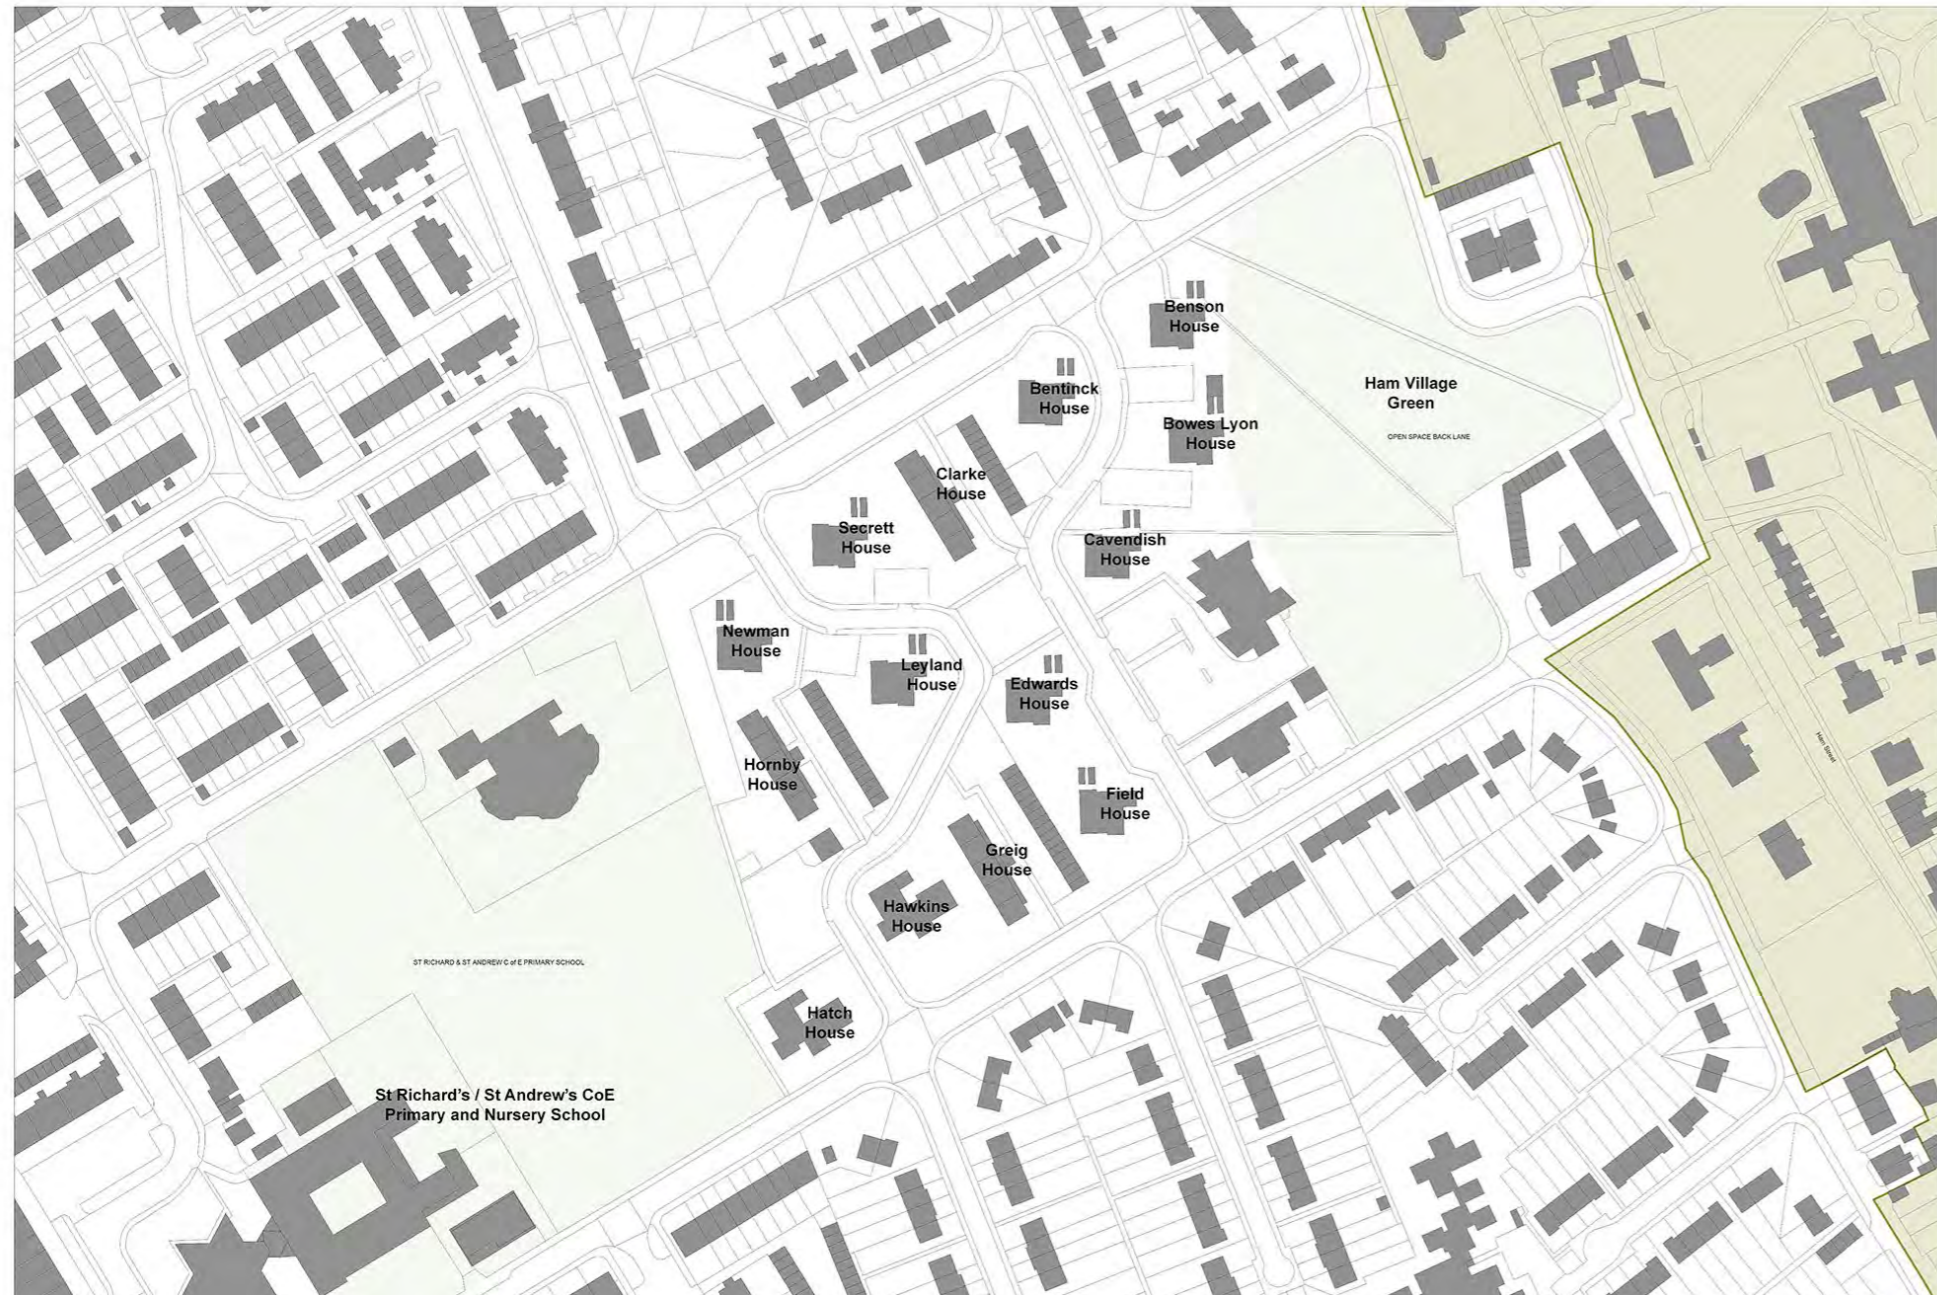 Benson
House
Bentinck
House
Ham Village
Green
OPEN SPACE BACK LANE
Bowes Lyon
House
Clarke
House
Secrett
House
Cavendish
House
Newman
House
Leyland
House
Edwards
House
Ham Street
Hornby
House
Field
House
Greig
House
Hawkins
House
ST RICHARD & ST ANDREW C of E PRIMARY SCHOOL
Hatch
House
St Richard's / St Andrew's CoE
Primary and Nursery School